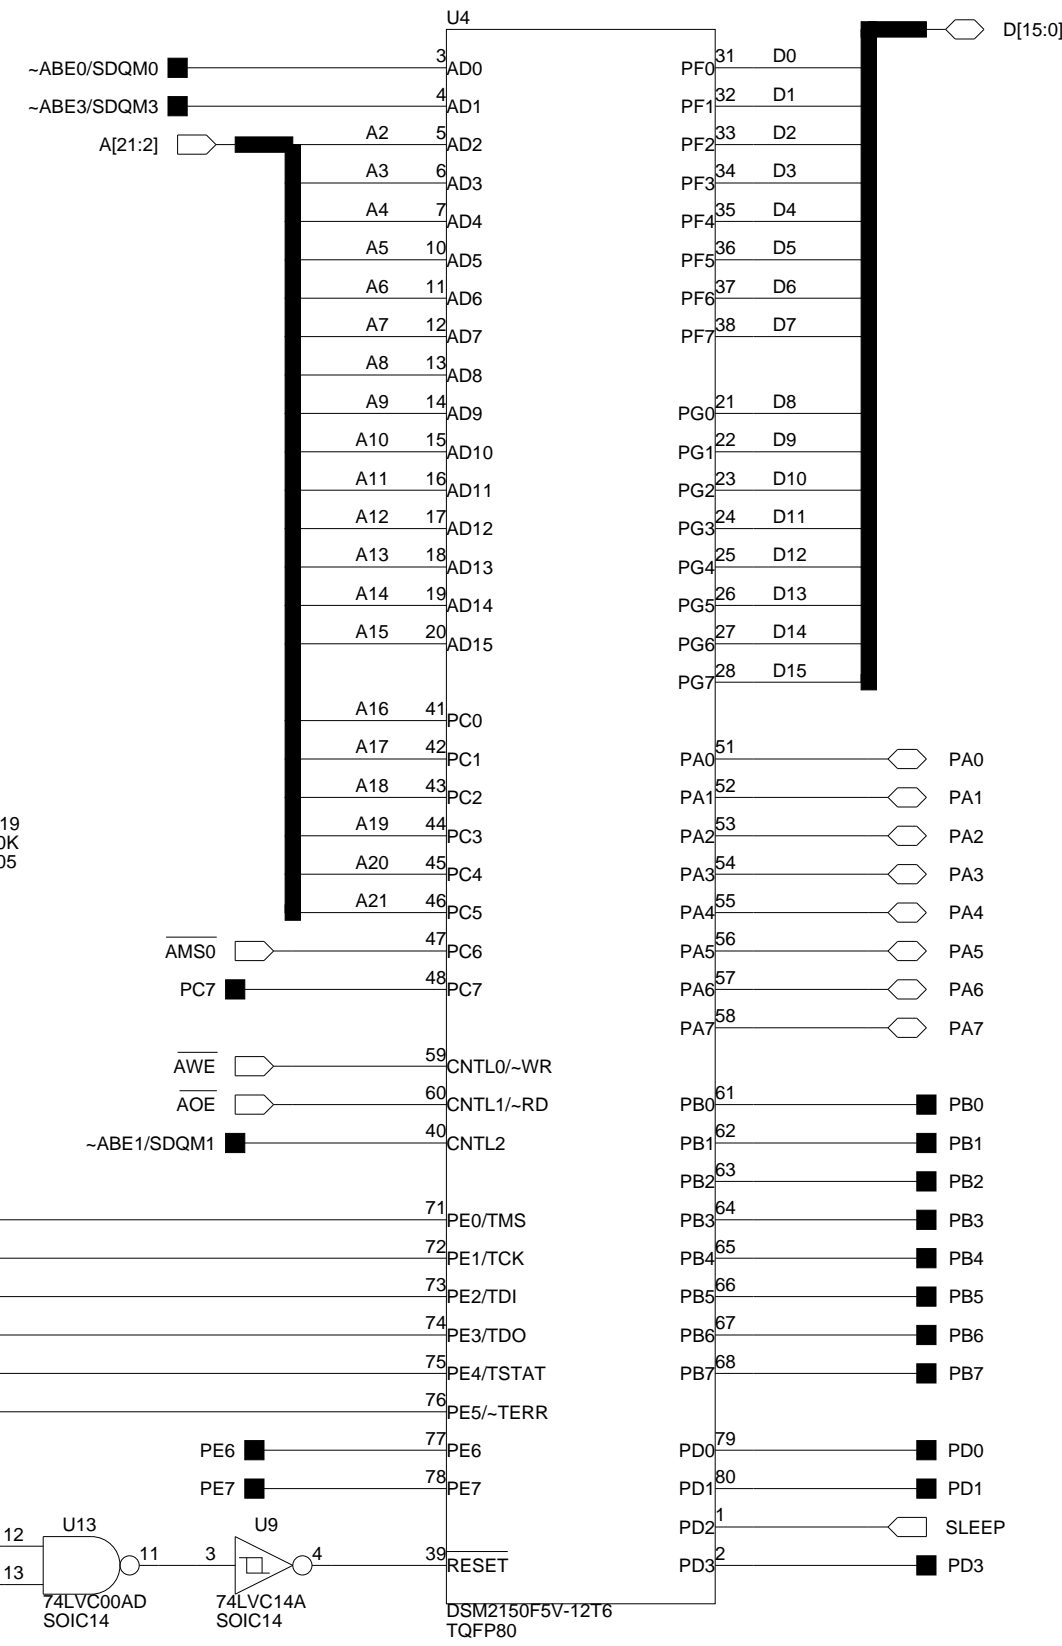 U4
D[15:0]
~ABE0/SDQM0 3 AD0 PF0 31 D0
~ABE3/SDQM3 4 AD1 PF1 32 D1
A[21:2] A2 5 AD2 PF2 33 D2
A3 6 AD3 PF3 34 D3
A4 7 AD4 PF4 35 D4
A5 10 AD5 PF5 36 D5
A6 11 AD6 PF6 37 D6
A7 12 AD7 PF7 38 D7
A8 13 AD8
A9 14 AD9 PG0 21 D8
A10 15 AD10 PG1 22 D9
A11 16 AD11 PG2 23 D10
A12 17 AD12 PG3 24 D11
A13 18 AD13 PG4 25 D12
A14 19 AD14 PG5 26 D13
A15 20 AD15 PG6 27 D14
PG7 28 D15
A16 41 PC0
A17 42 PC1 PA0 51 PA0
A18 43 PC2 PA1 52 PA1
19
A19 44 PC3 PA2 53 PA2
0K
05
A20 45 PC4 PA3 54 PA3
A21 46 PC5 PA4 55 PA4
AMS0 47 PC6 PA5 56 PA5
PC7 48 PC7 PA6 57 PA6
PA7 58 PA7
AWE 59 CNTL0/~WR
AOE 60 CNTL1/~RD PB0 61 PB0
~ABE1/SDQM1 40 CNTL2 PB1 62 PB1
PB2 63 PB2
71 PE0/TMS PB3 64 PB3
72 PE1/TCK PB4 65 PB4
73 PE2/TDI PB5 66 PB5
74 PE3/TDO PB6 67 PB6
75 PE4/TSTAT PB7 68 PB7
76 PE5/~TERR
PE6 77 PE6 PD0 79 PD0
PE7 78 PE7 PD1 80 PD1
U13 U9 PD2 1 SLEEP
12 13 11 3 4 39 RESET PD3 2 PD3
74LVC00AD 74LVC14A DSM2150F5V-12T6
SOIC14 SOIC14 TQFP80